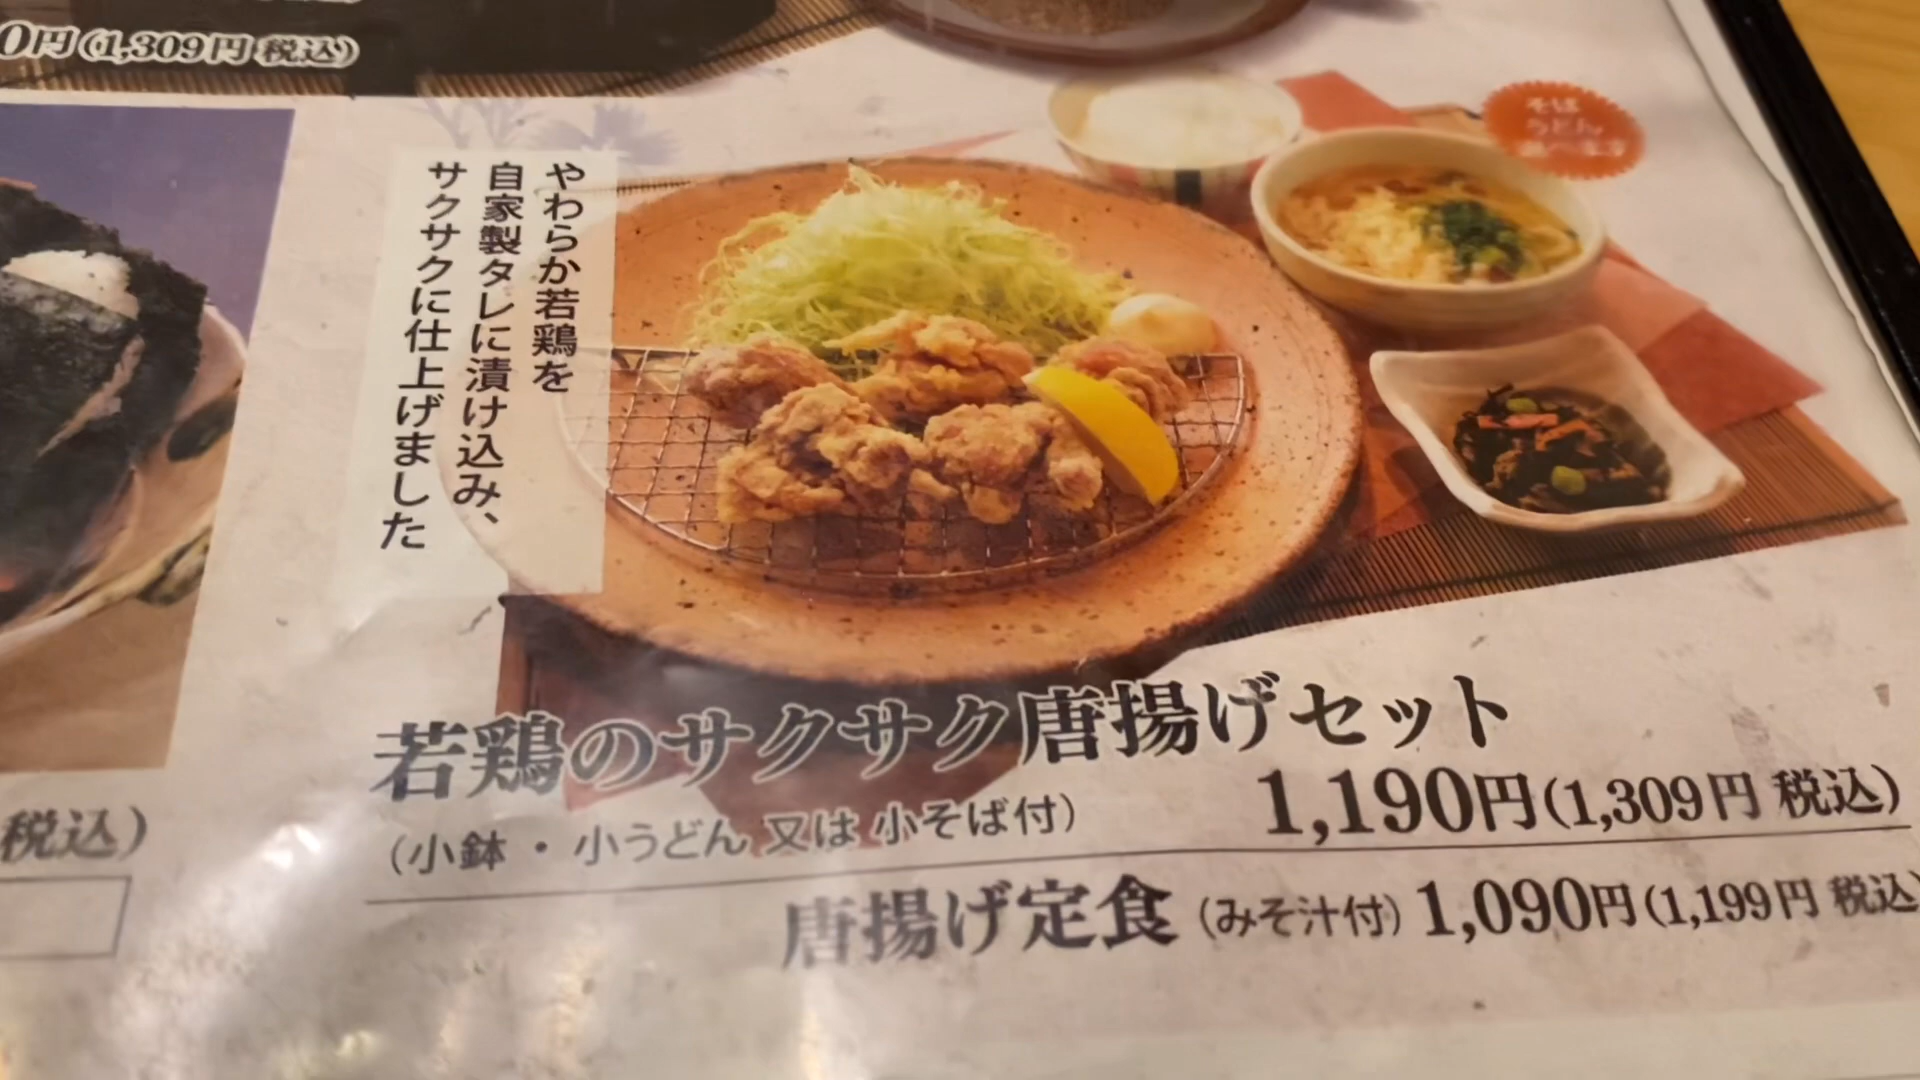 0円(1,309円 税込)
そば
うどん
やわらか若鶏を
自家製タレに漬け込み、
サクサクに仕上げました
若鶏のサクサク唐揚げセット
(小鉢・小うどん 又は 小そば付) 1,190円(1,309円 税込)
税込)
唐揚げ定食(みそ汁付) 1,090円(1,199円 税込)